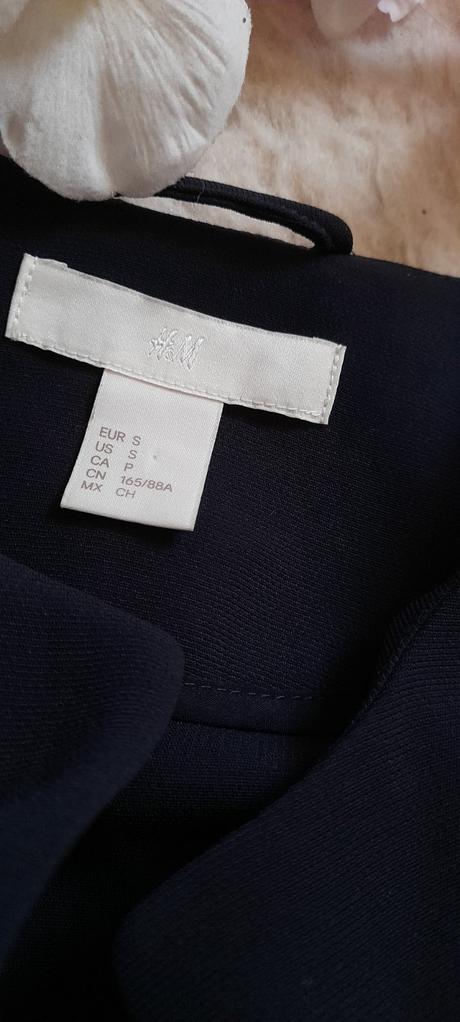 H&M
EUR S
US S
CA P
CN 165/88A
MX CH